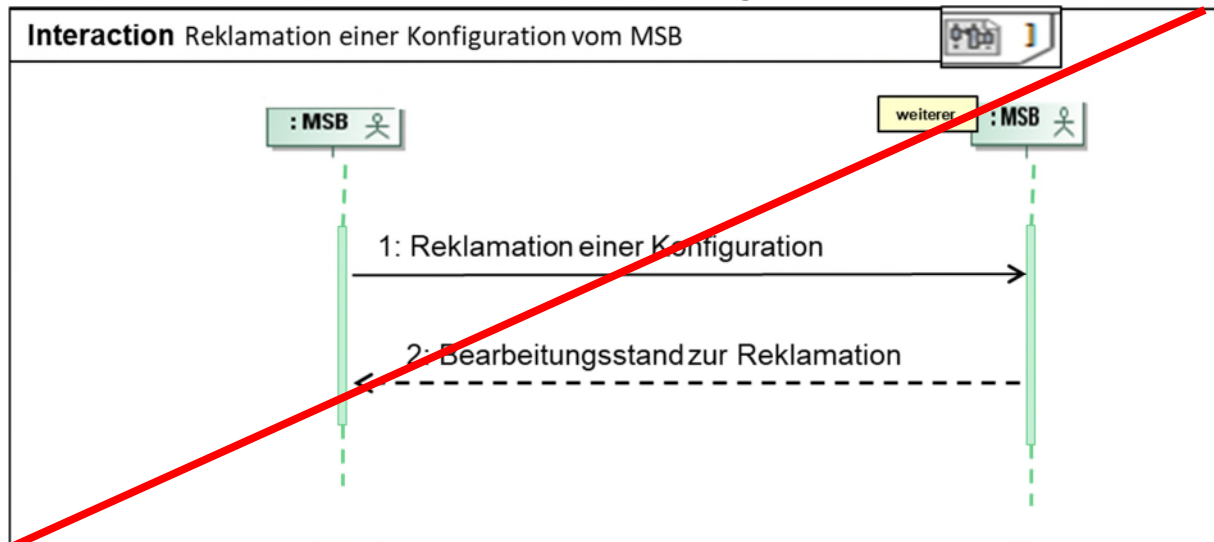 Interaction Reklamation einer Konfiguration vom MSB
: MSB
weiterer : MSB
1: Reklamation einer Konfiguration
2: Bearbeitungsstand zur Reklamation